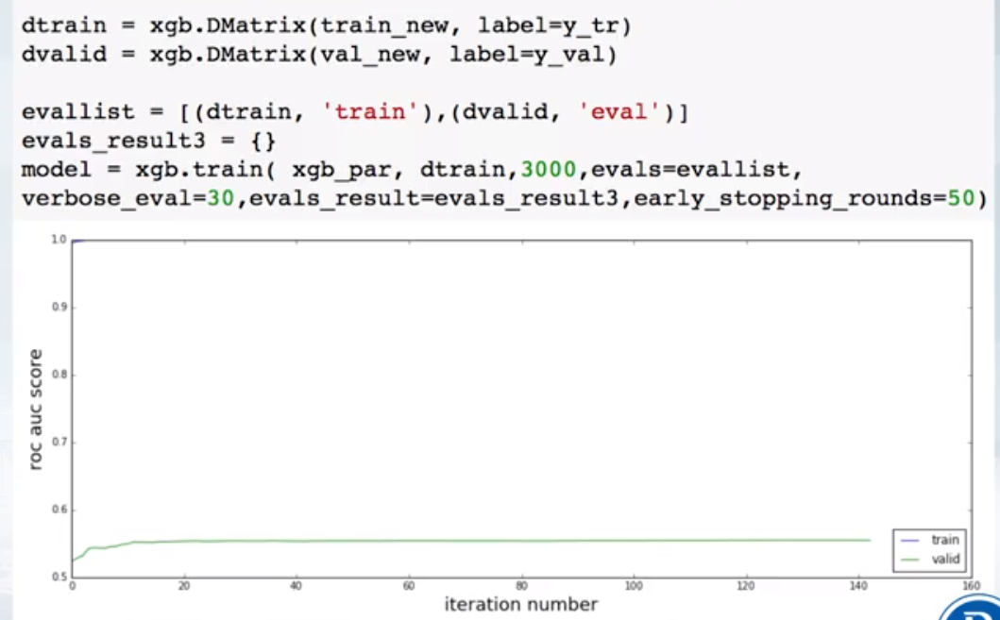 dtrain = xgb.DMatrix(train_new, label=y_tr)
dvalid = xgb.DMatrix(val_new, label=y_val)
evallist = [(dtrain, 'train'),(dvalid, 'eval')]
evals_result3 = {}
model = xgb.train( xgb_par, dtrain,3000,evals=evallist,
verbose_eval=30,evals_result=evals_result3,early_stopping_rounds=50)
1.0
0.9
0.8
0.7
0.6
0.5
roc auc score
train
valid
0 20 40 60 80 100 120 140 160
iteration number